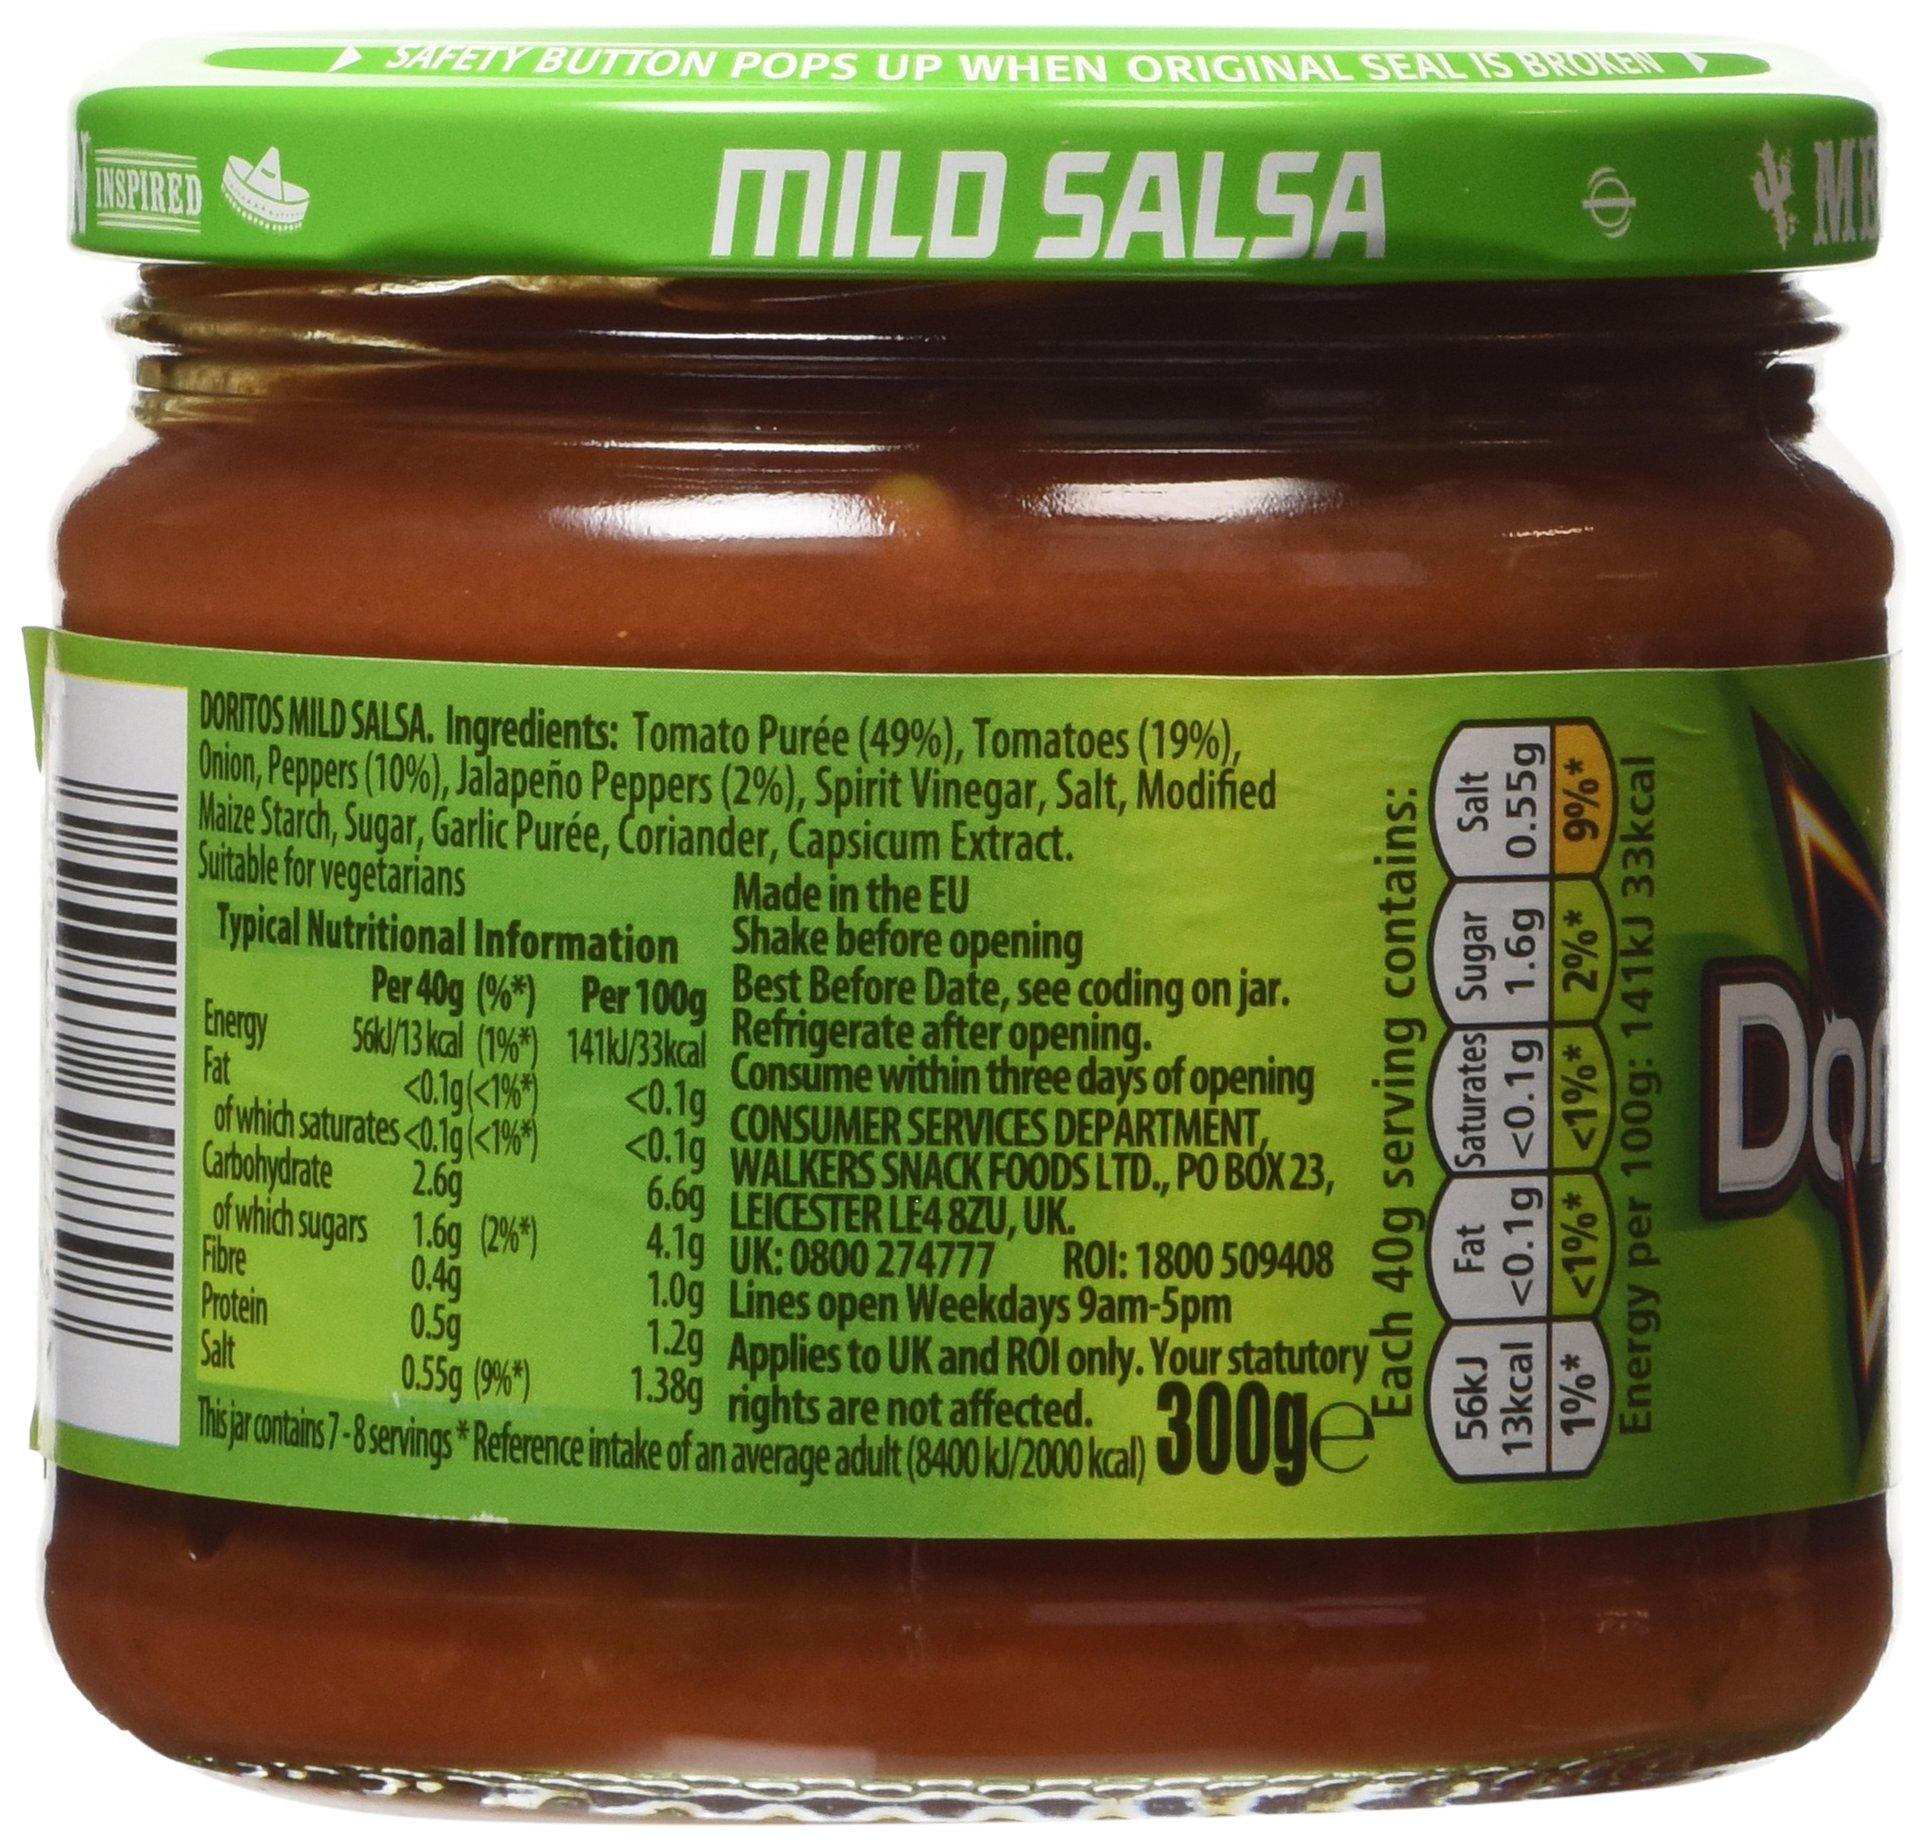 SAFETY BUTTON POPS UP WHEN ORIGINAL SEAL IS BROKEN
INSPIRED
MILD SALSA
DORITOS MILD SALSA. Ingredients: Tomato Purée (49%), Tomatoes (19%),
Onion, Peppers (10%), Jalapeño Peppers (2%), Spirit Vinegar, Salt, Modified
Maize Starch, Sugar, Garlic Purée, Coriander, Capsicum Extract.
Suitable for vegetarians
Typical Nutritional Information
Per 40g (%*) Per 100g
Energy 56kJ/13 kcal (1%*) 141kJ/33kcal
Fat <0.1g (<1%*) <0.1g
of which saturates <0.1g (<1%*) <0.1g
Carbohydrate 2.6g 6.6g
of which sugars 1.6g (2%*) 4.1g
Fibre 0.4g 1.0g
Protein 0.5g 1.2g
Salt 0.55g (9%*) 1.38g
This jar contains 7-8 servings * Reference intake of an average adult (8400 kJ/2000 kcal)
Made in the EU
Shake before opening
Best Before Date, see coding on jar.
Refrigerate after opening.
Consume within three days of opening
CONSUMER SERVICES DEPARTMENT,
WALKERS SNACK FOODS LTD., PO BOX 23,
LEICESTER LE4 8ZU, UK.
UK: 0800 274777 ROI: 1800 509408
Lines open Weekdays 9am-5pm
Applies to UK and ROI only. Your statutory
rights are not affected.
300g e
Each 40g serving contains:
56kJ
13kcal
1%*
Fat
<0.1g
<1%*
Saturates
<0.1g
<1%*
Sugar
1.6g
2%*
Salt
0.55g
9%*
Energy per 100g: 141kJ 33kcal